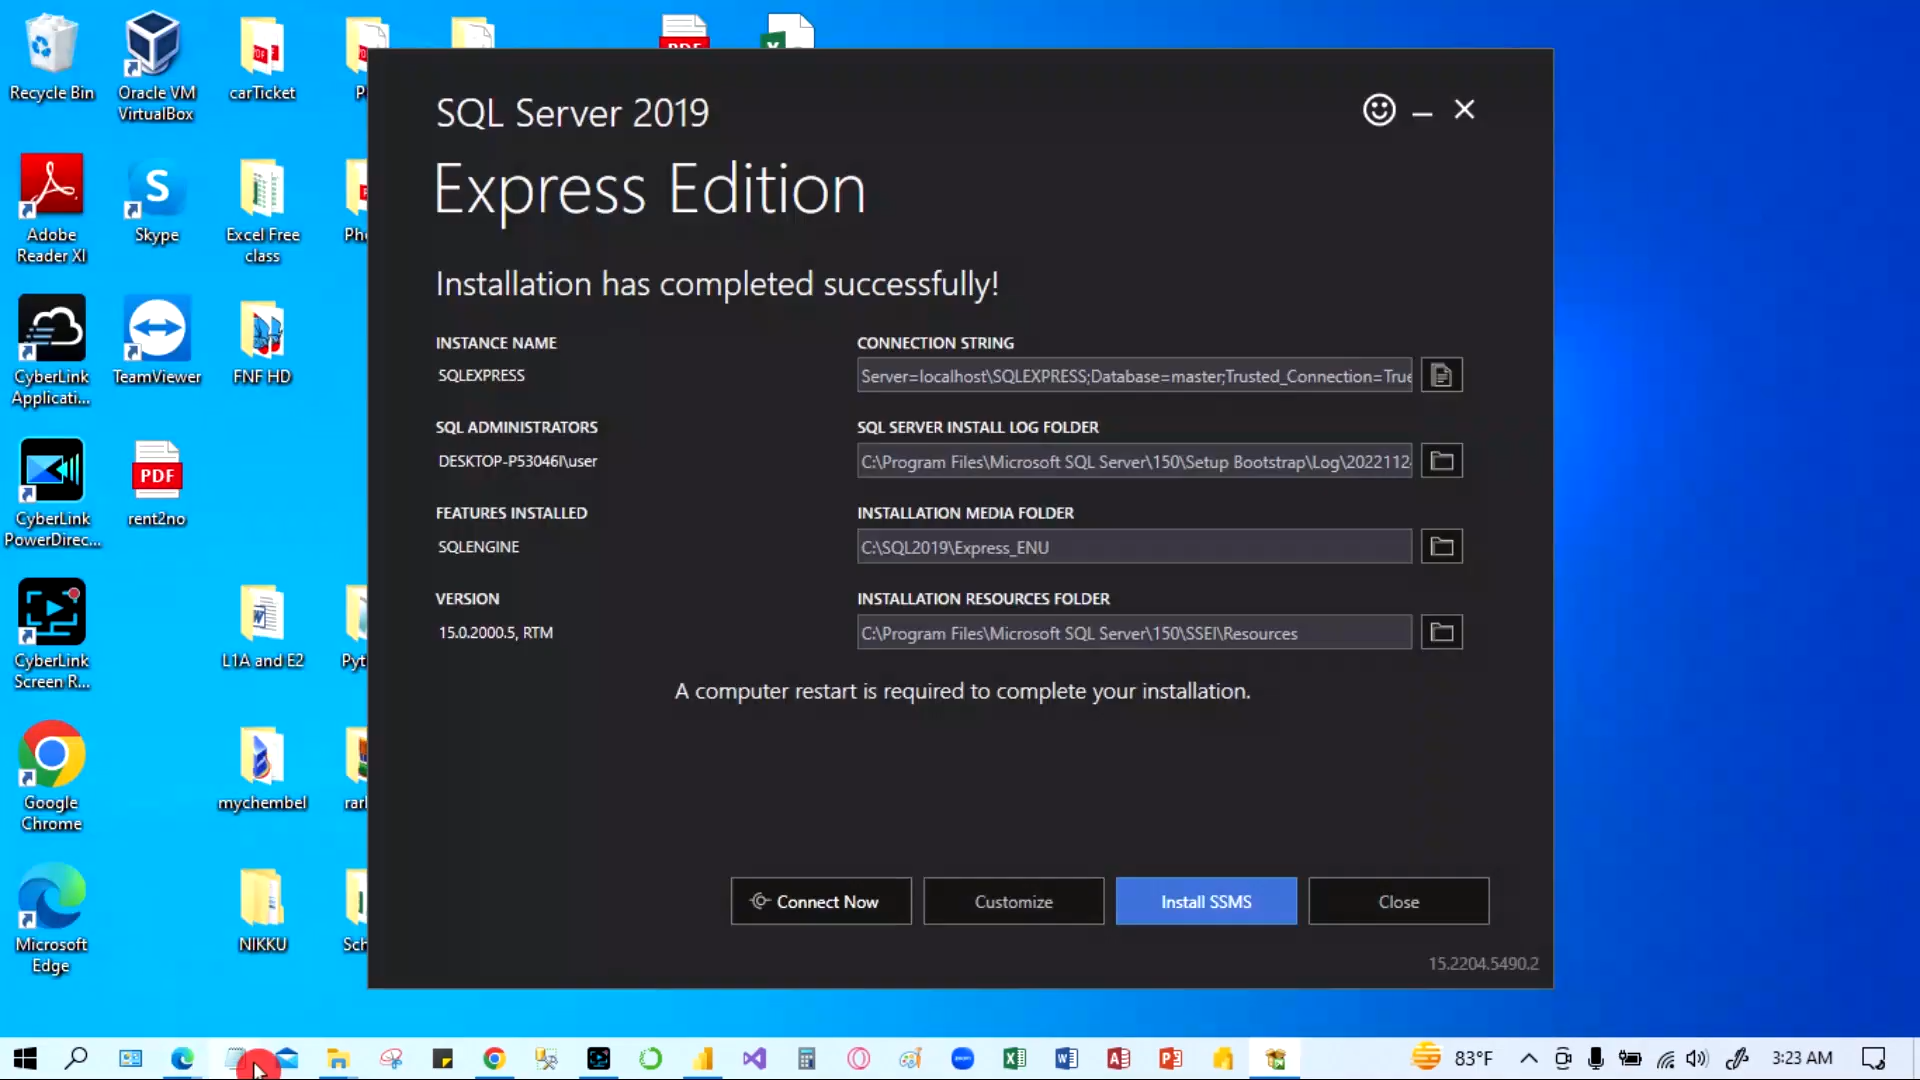 Recycle Bin
Oracle VM
VirtualBox
carTicket
PDF
SQL Server 2019
Express Edition
Adobe
Reader XI
Skype
Excel Free
class
Installation has completed successfully!
INSTANCE NAME
SQLEXPRESS
CONNECTION STRING
Server=localhost\SQLEXPRESS;Database=master;Trusted_Connection=True
CyberLink
Applicati...
TeamViewer
FNF HD
SQL ADMINISTRATORS
DESKTOP-P53046I\user
SQL SERVER INSTALL LOG FOLDER
C:\Program Files\Microsoft SQL Server\150\Setup Bootstrap\Log\2022112
CyberLink
PowerDirec...
PDF
rent2no
FEATURES INSTALLED
SQLENGINE
INSTALLATION MEDIA FOLDER
C:\SQL2019\Express_ENU
VERSION
15.0.2000.5, RTM
INSTALLATION RESOURCES FOLDER
C:\Program Files\Microsoft SQL Server\150\SSEI\Resources
CyberLink
Screen R...
L1A and E2
Pyt
A computer restart is required to complete your installation.
Google
Chrome
mychembel
Connect Now
Customize
Install SSMS
Close
Microsoft
Edge
NIKKU
Sch
15.2204.5490.2
83°F
3:23 AM